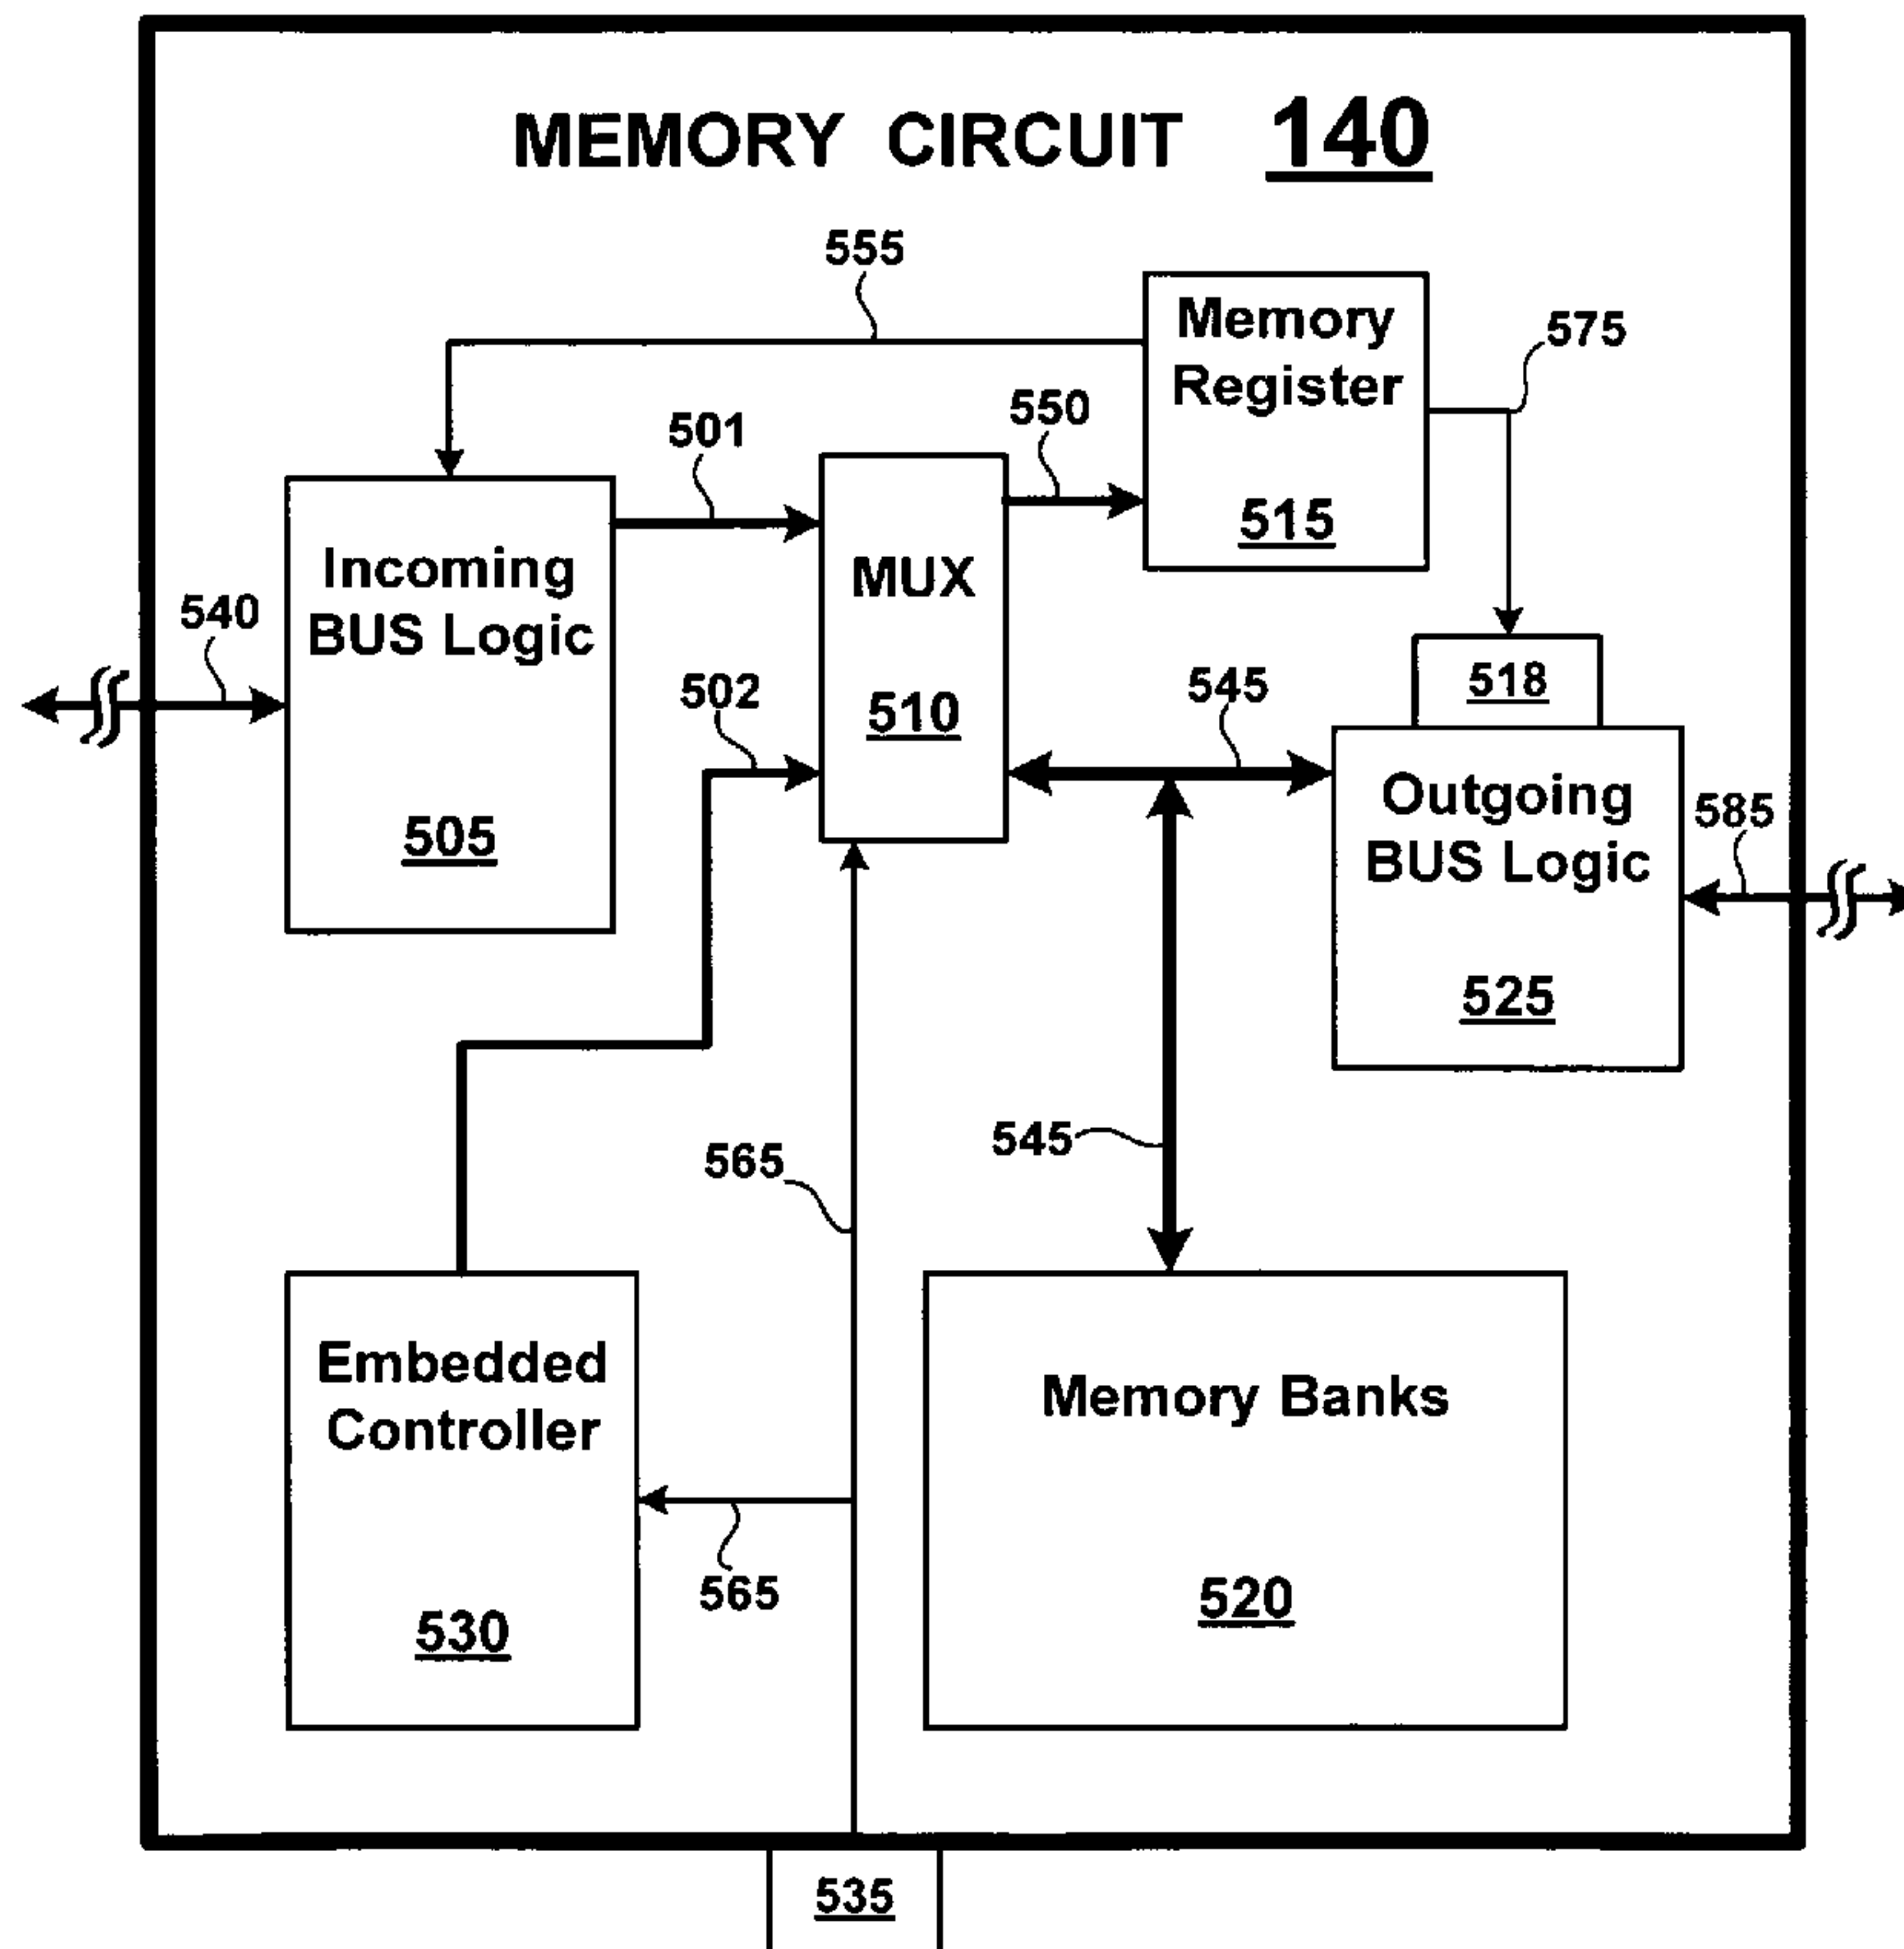 MEMORY CIRCUIT 140
555
Memory
Register
515
575
501
550
Incoming
BUS Logic
505
MUX
510
540
502
545
518
Outgoing
BUS Logic
525
585
545
565
Embedded
Controller
530
Memory Banks
520
565
535